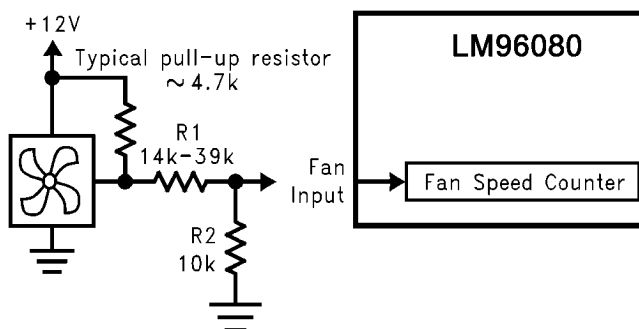 +12V
Typical pull-up resistor
~4.7k
R1
14k-39k
R2
10k
Fan
Input
LM96080
Fan Speed Counter